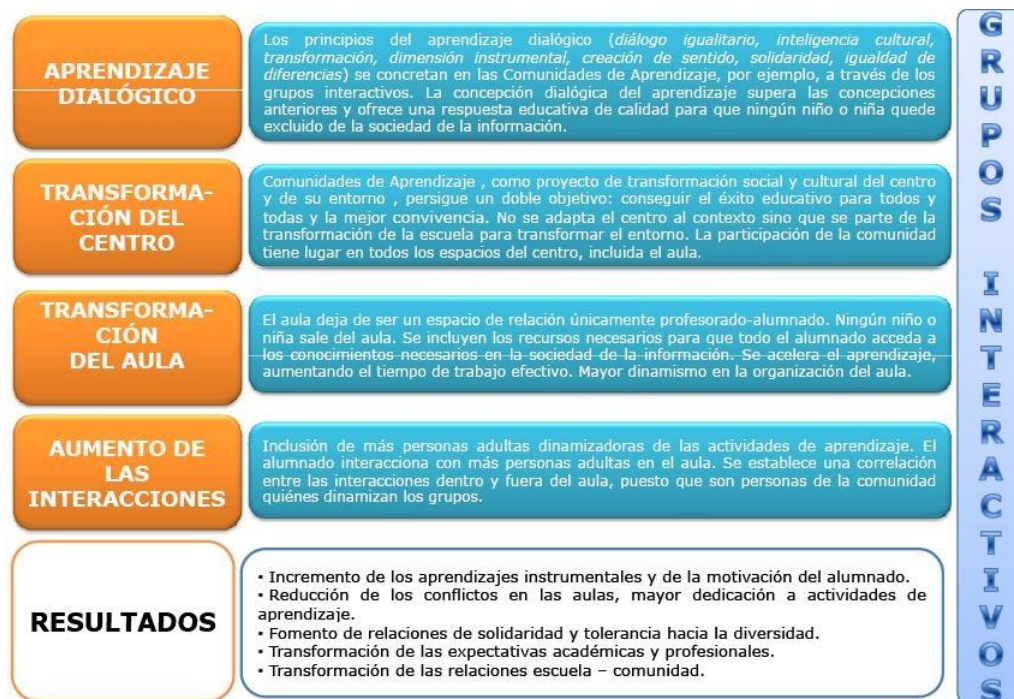 APRENDIZAJE
DIALÓGICO
Los principios del aprendizaje dialógico (diálogo igualitario, inteligencia cultural,
transformación, dimensión instrumental, creación de sentido, solidaridad, igualdad de
diferencias) se concretan en las Comunidades de Aprendizaje, por ejemplo, a través de los
grupos interactivos. La concepción dialógica del aprendizaje supera las concepciones
anteriores y ofrece una respuesta educativa de calidad para que ningún niño o niña quede
excluido de la sociedad de la información.
TRANSFORMA-
CIÓN DEL
CENTRO
Comunidades de Aprendizaje , como proyecto de transformación social y cultural del centro
y de su entorno , persigue un doble objetivo: conseguir el éxito educativo para todos y
todas y la mejor convivencia. No se adapta el centro al contexto sino que se parte de la
transformación de la escuela para transformar el entorno. La participación de la comunidad
tiene lugar en todos los espacios del centro, incluida el aula.
TRANSFORMA-
CIÓN
DEL AULA
El aula deja de ser un espacio de relación únicamente profesorado-alumnado. Ningún niño o
niña sale del aula. Se incluyen los recursos necesarios para que todo el alumnado acceda a
los conocimientos necesarios en la sociedad de la información. Se acelera el aprendizaje,
aumentando el tiempo de trabajo efectivo. Mayor dinamismo en la organización del aula.
AUMENTO DE
LAS
INTERACCIONES
Inclusión de más personas adultas dinamizadoras de las actividades de aprendizaje. El
alumnado interacciona con más personas adultas en el aula. Se establece una correlación
entre las interacciones dentro y fuera del aula, puesto que son personas de la comunidad
quiénes dinamizan los grupos.
RESULTADOS
• Incremento de los aprendizajes instrumentales y de la motivación del alumnado.
• Reducción de los conflictos en las aulas, mayor dedicación a actividades de
aprendizaje.
• Fomento de relaciones de solidaridad y tolerancia hacia la diversidad.
• Transformación de las expectativas académicas y profesionales.
• Transformación de las relaciones escuela – comunidad.
GRUPOS INTERACTIVOS